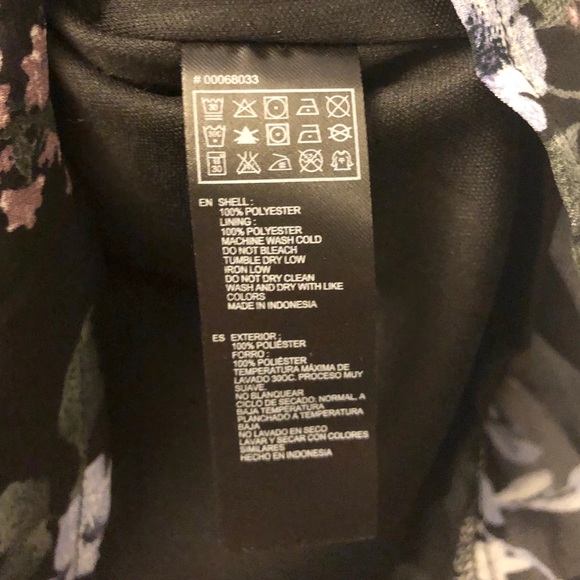 # 00068033
EN SHELL :
100% POLYESTER
LINING :
100% POLYESTER
MACHINE WASH COLD
DO NOT BLEACH
TUMBLE DRY LOW
IRON LOW
DO NOT DRY CLEAN
WASH AND DRY WITH LIKE
COLORS
MADE IN INDONESIA
ES EXTERIOR :
100% POLIÉSTER
FORRO :
100% POLIÉSTER
TEMPERATURA MÁXIMA DE
LAVADO 30OC. PROCESO MUY
SUAVE.
NO BLANQUEAR
CICLO DE SECADO: NORMAL, A
BAJA TEMPERATURA
PLANCHADO A TEMPERATURA
BAJA
NO LAVADO EN SECO
LAVAR Y SECAR CON COLORES
SIMILARES
HECHO EN INDONESIA